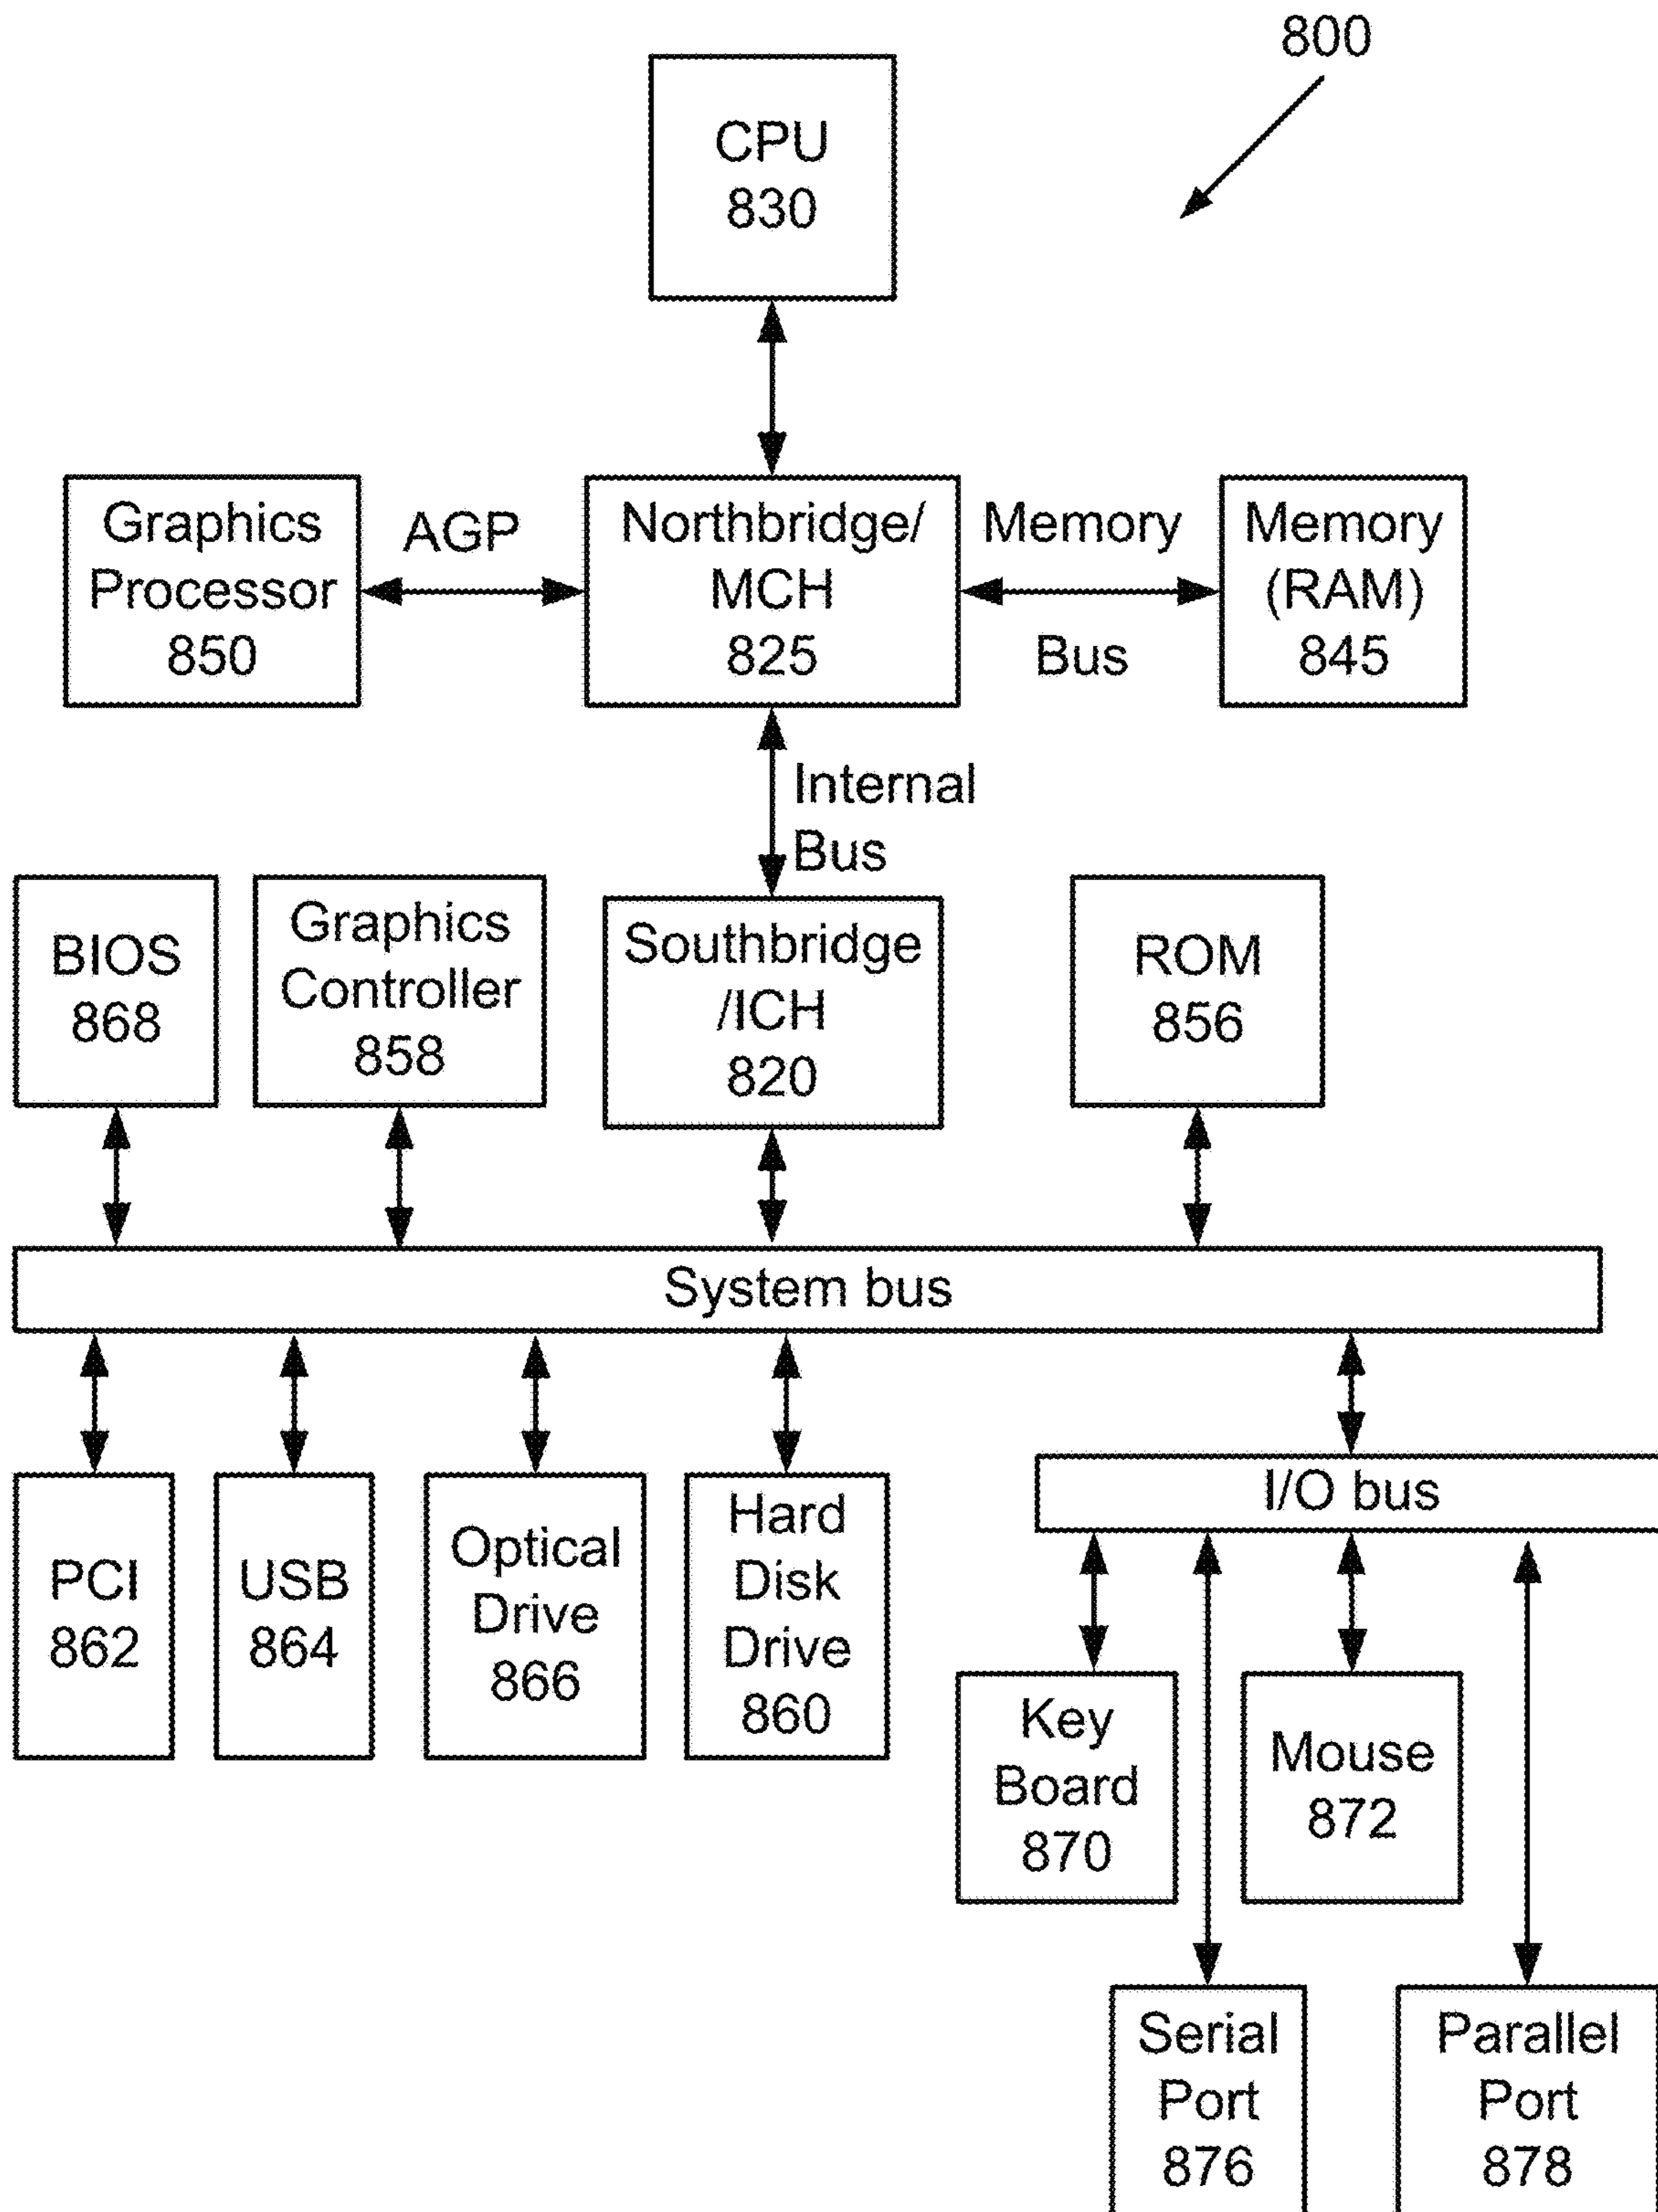 800
CPU
830
Graphics
Processor
850
AGP
Northbridge/
MCH
825
Memory
Bus
Memory
(RAM)
845
Internal
Bus
BIOS
868
Graphics
Controller
858
Southbridge
/ICH
820
ROM
856
System bus
PCI
862
USB
864
Optical
Drive
866
Hard
Disk
Drive
860
I/O bus
Key
Board
870
Mouse
872
Serial
Port
876
Parallel
Port
878